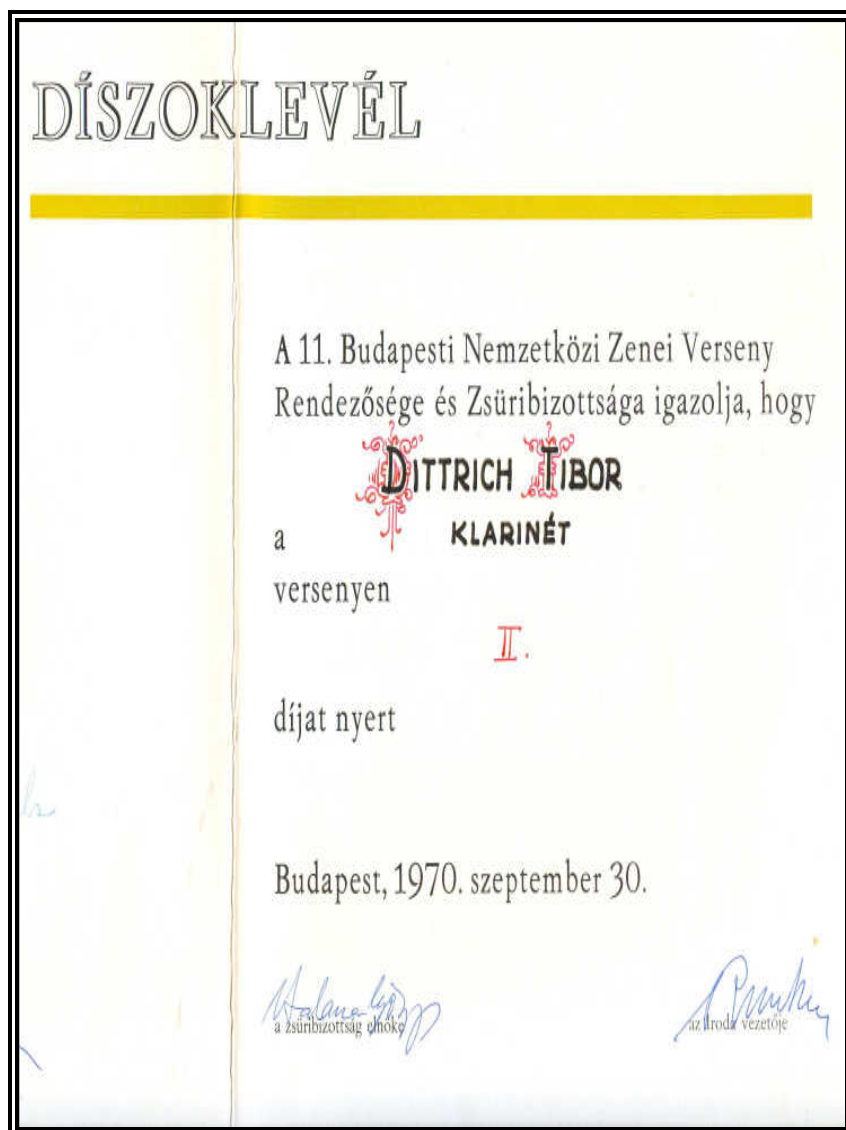 DÍSZOKLEVÉL
A 11. Budapesti Nemzetközi Zenei Verseny
Rendezősége és Zsüribizottsága igazolja, hogy
DITTRICH TIBOR
a KLARINÉT
versenyen
II.
díjat nyert
Budapest, 1970. szeptember 30.
a zsüribizottság elnöke
az Iroda vezetője